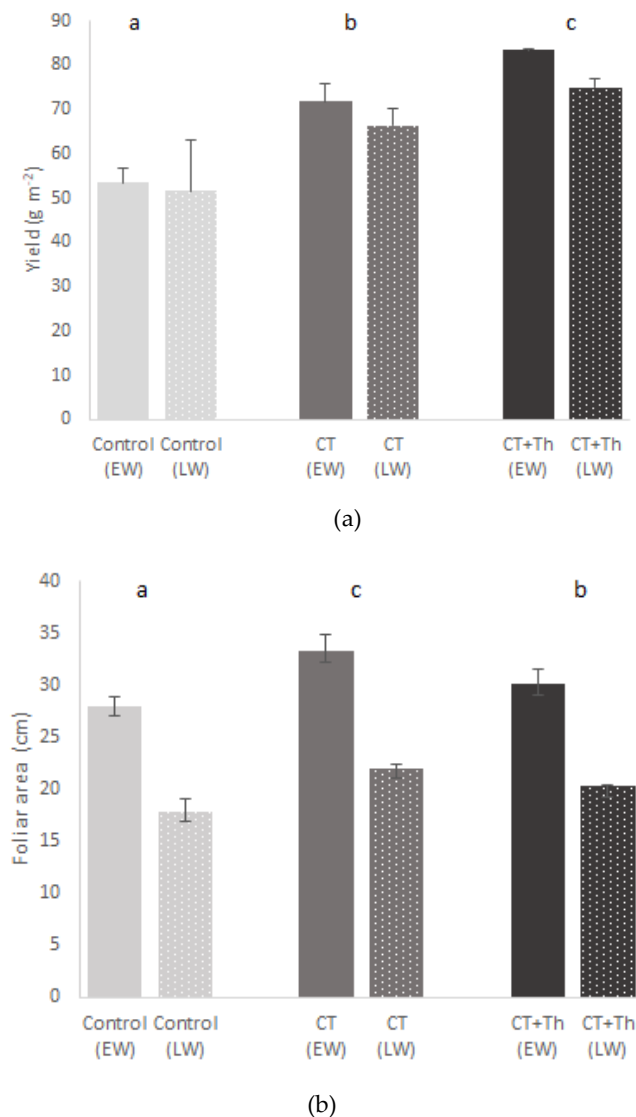 a b c
90
80
70
60
50
40
30
20
10
0
Yield (g m⁻²)
Control Control CT CT CT+Th CT+Th
(EW) (LW) (EW) (LW) (EW) (LW)
(a)
a c b
40
35
30
25
20
15
10
5
0
Foliar area (cm)
Control Control CT CT CT+Th CT+Th
(EW) (LW) (EW) (LW) (EW) (LW)
(b)